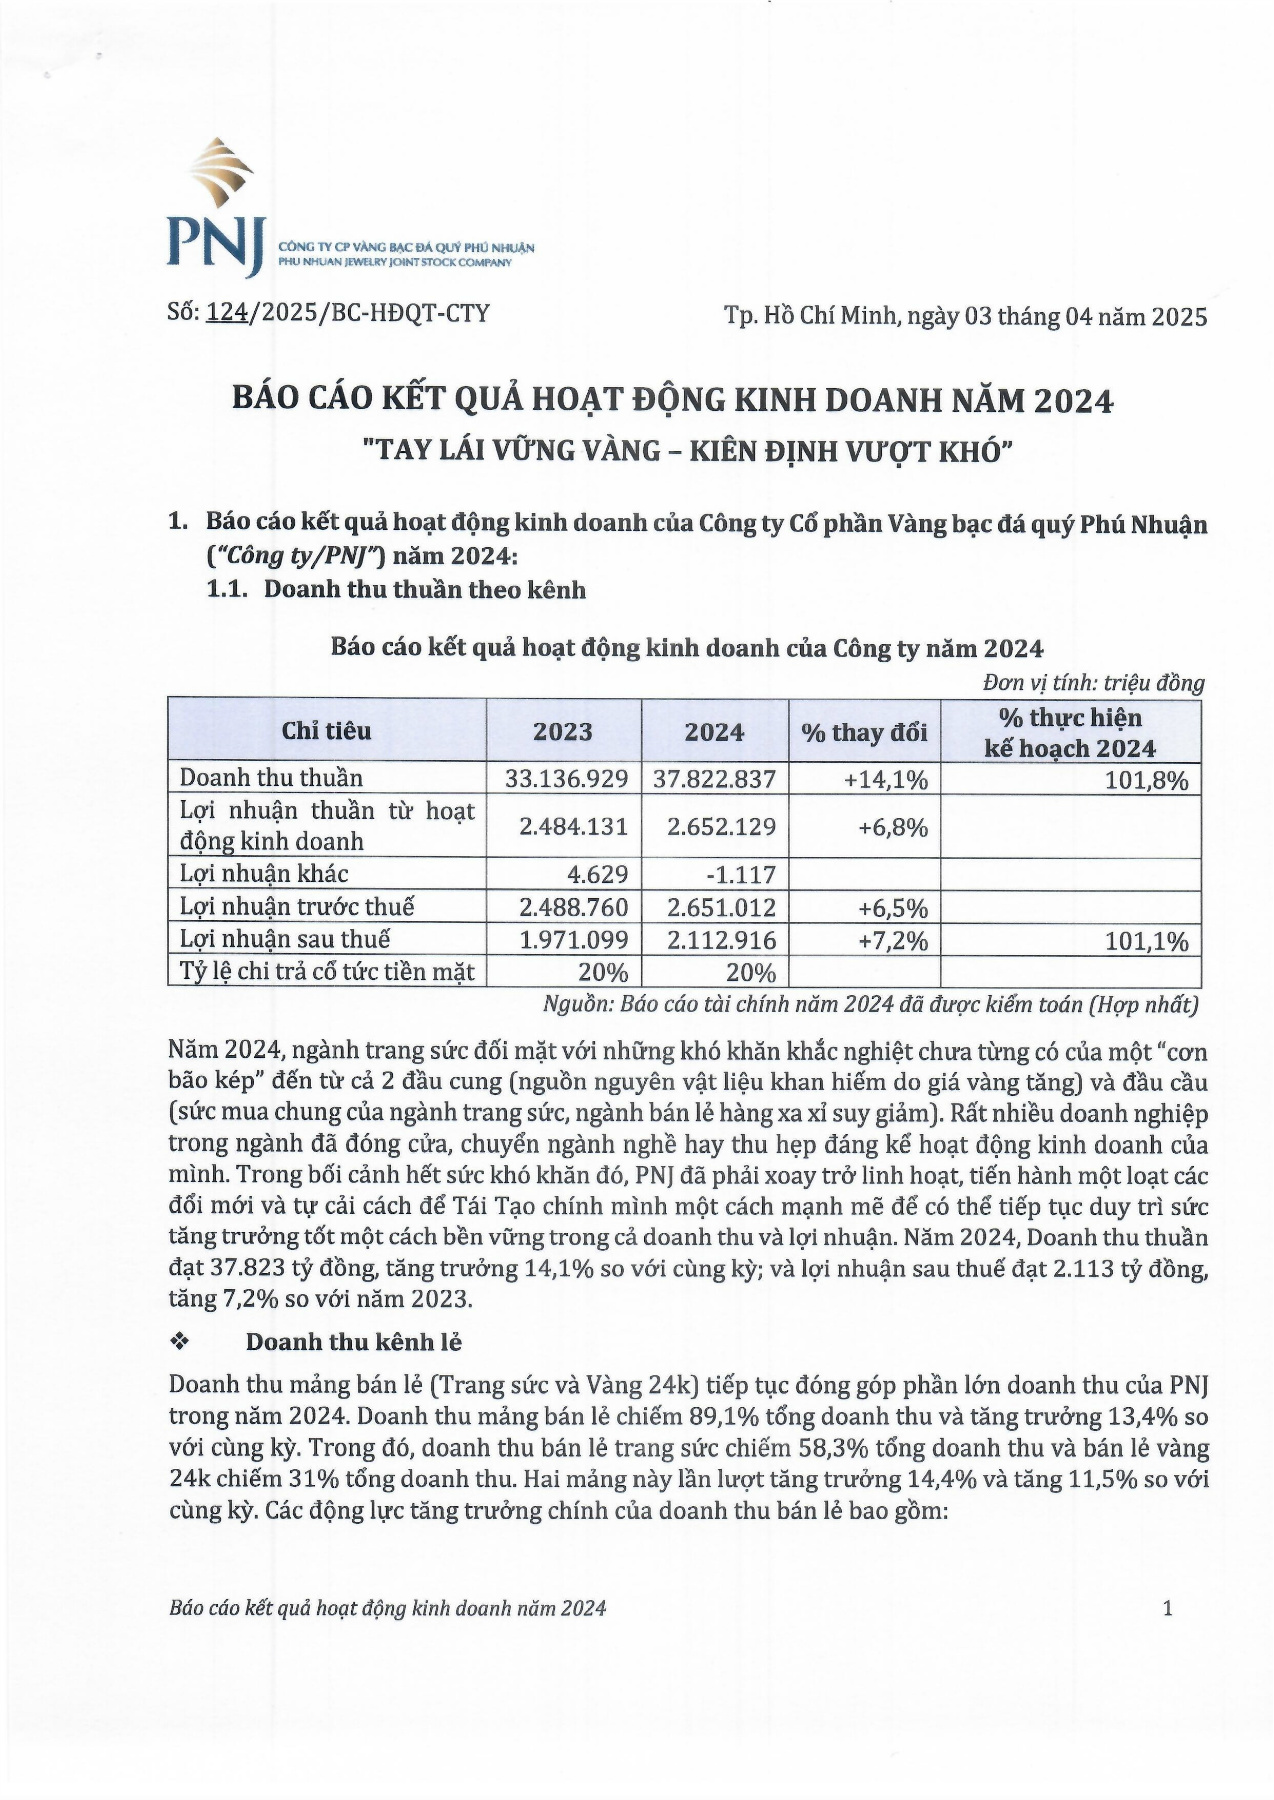 PNJ
CÔNG TY CP VÀNG BẠC ĐÁ QUÝ PHÚ NHUẬN
PHU NHUAN JEWELRY JOINT STOCK COMPANY
Số: 124/2025/BC-HĐQT-CTY
Tp. Hồ Chí Minh, ngày 03 tháng 04 năm 2025
BÁO CÁO KẾT QUẢ HOẠT ĐỘNG KINH DOANH NĂM 2024
"TAY LÁI VỮNG VÀNG – KIÊN ĐỊNH VƯỢT KHÓ”
1. Báo cáo kết quả hoạt động kinh doanh của Công ty Cổ phần Vàng bạc đá quý Phú Nhuận
(“Công ty/PNJ”) năm 2024:
1.1. Doanh thu thuần theo kênh
Báo cáo kết quả hoạt động kinh doanh của Công ty năm 2024
Đơn vị tính: triệu đồng
Chỉ tiêu 2023 2024 % thay đổi % thực hiện
kế hoạch 2024
Doanh thu thuần 33.136.929 37.822.837 +14,1% 101,8%
Lợi nhuận thuần từ hoạt
động kinh doanh 2.484.131 2.652.129 +6,8%
Lợi nhuận khác 4.629 -1.117
Lợi nhuận trước thuế 2.488.760 2.651.012 +6,5%
Lợi nhuận sau thuế 1.971.099 2.112.916 +7,2% 101,1%
Tỷ lệ chi trả cổ tức tiền mặt 20% 20%
Nguồn: Báo cáo tài chính năm 2024 đã được kiểm toán (Hợp nhất)
Năm 2024, ngành trang sức đối mặt với những khó khăn khắc nghiệt chưa từng có của một “cơn
bão kép” đến từ cả 2 đầu cung (nguồn nguyên vật liệu khan hiếm do giá vàng tăng) và đầu cầu
(sức mua chung của ngành trang sức, ngành bán lẻ hàng xa xỉ suy giảm). Rất nhiều doanh nghiệp
trong ngành đã đóng cửa, chuyển ngành nghề hay thu hẹp đáng kể hoạt động kinh doanh của
mình. Trong bối cảnh hết sức khó khăn đó, PNJ đã phải xoay trở linh hoạt, tiến hành một loạt các
đổi mới và tự cải cách để Tái Tạo chính mình một cách mạnh mẽ để có thể tiếp tục duy trì sức
tăng trưởng tốt một cách bền vững trong cả doanh thu và lợi nhuận. Năm 2024, Doanh thu thuần
đạt 37.823 tỷ đồng, tăng trưởng 14,1% so với cùng kỳ; và lợi nhuận sau thuế đạt 2.113 tỷ đồng,
tăng 7,2% so với năm 2023.
❖ Doanh thu kênh lẻ
Doanh thu mảng bán lẻ (Trang sức và Vàng 24k) tiếp tục đóng góp phần lớn doanh thu của PNJ
trong năm 2024. Doanh thu mảng bán lẻ chiếm 89,1% tổng doanh thu và tăng trưởng 13,4% so
với cùng kỳ. Trong đó, doanh thu bán lẻ trang sức chiếm 58,3% tổng doanh thu và bán lẻ vàng
24k chiếm 31% tổng doanh thu. Hai mảng này lần lượt tăng trưởng 14,4% và tăng 11,5% so với
cùng kỳ. Các động lực tăng trưởng chính của doanh thu bán lẻ bao gồm:
Báo cáo kết quả hoạt động kinh doanh năm 2024 1